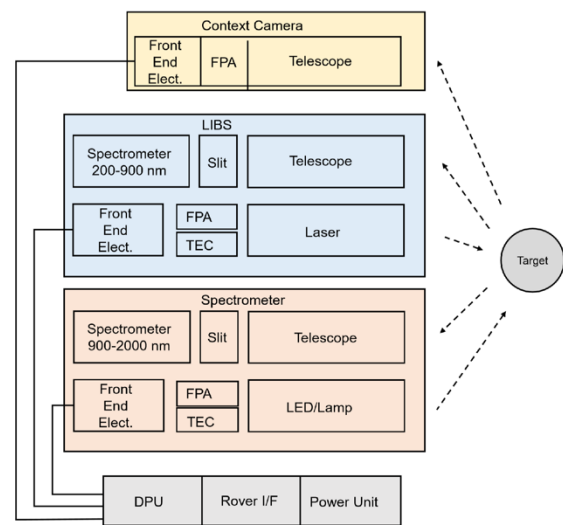 Context Camera
Front
End
Elect.
FPA
Telescope
LIBS
Spectrometer
200-900 nm
Slit
Telescope
Front
End
Elect.
FPA
TEC
Laser
Target
Spectrometer
Spectrometer
900-2000 nm
Slit
Telescope
Front
End
Elect.
FPA
TEC
LED/Lamp
DPU
Rover I/F
Power Unit